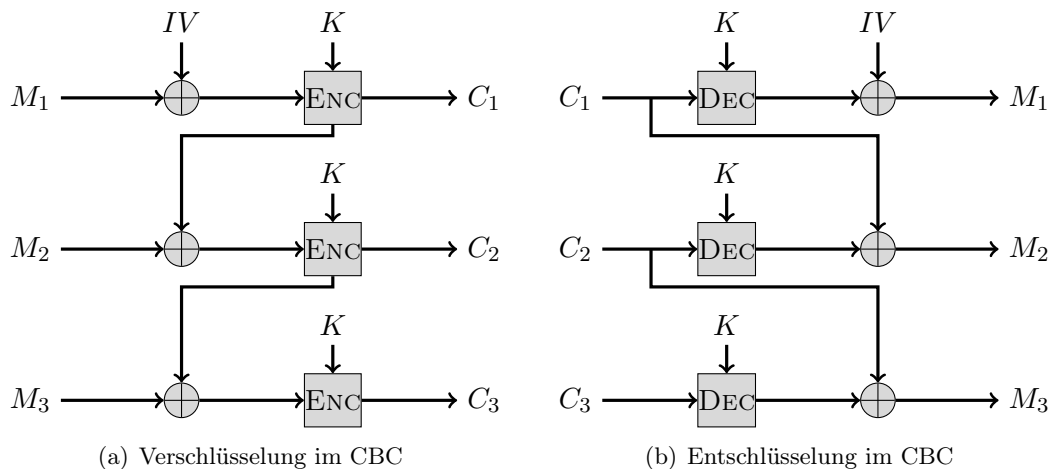 IV K
M₁ ENC C₁
K
M₂ ENC C₂
K
M₃ ENC C₃
(a) Verschlüsselung im CBC
K IV
C₁ DEC M₁
K
C₂ DEC M₂
K
C₃ DEC M₃
(b) Entschlüsselung im CBC